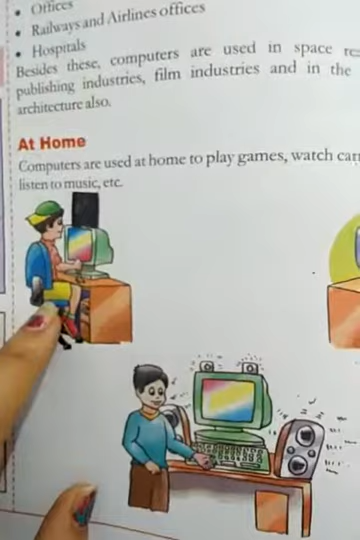 • Offices
• Railways and Airlines offices
• Hospitals
Besides these, computers are used in space
publishing industries, film industries and in the
architecture also.
At Home
Computers are used at home to play games, watch
listen to music, etc.